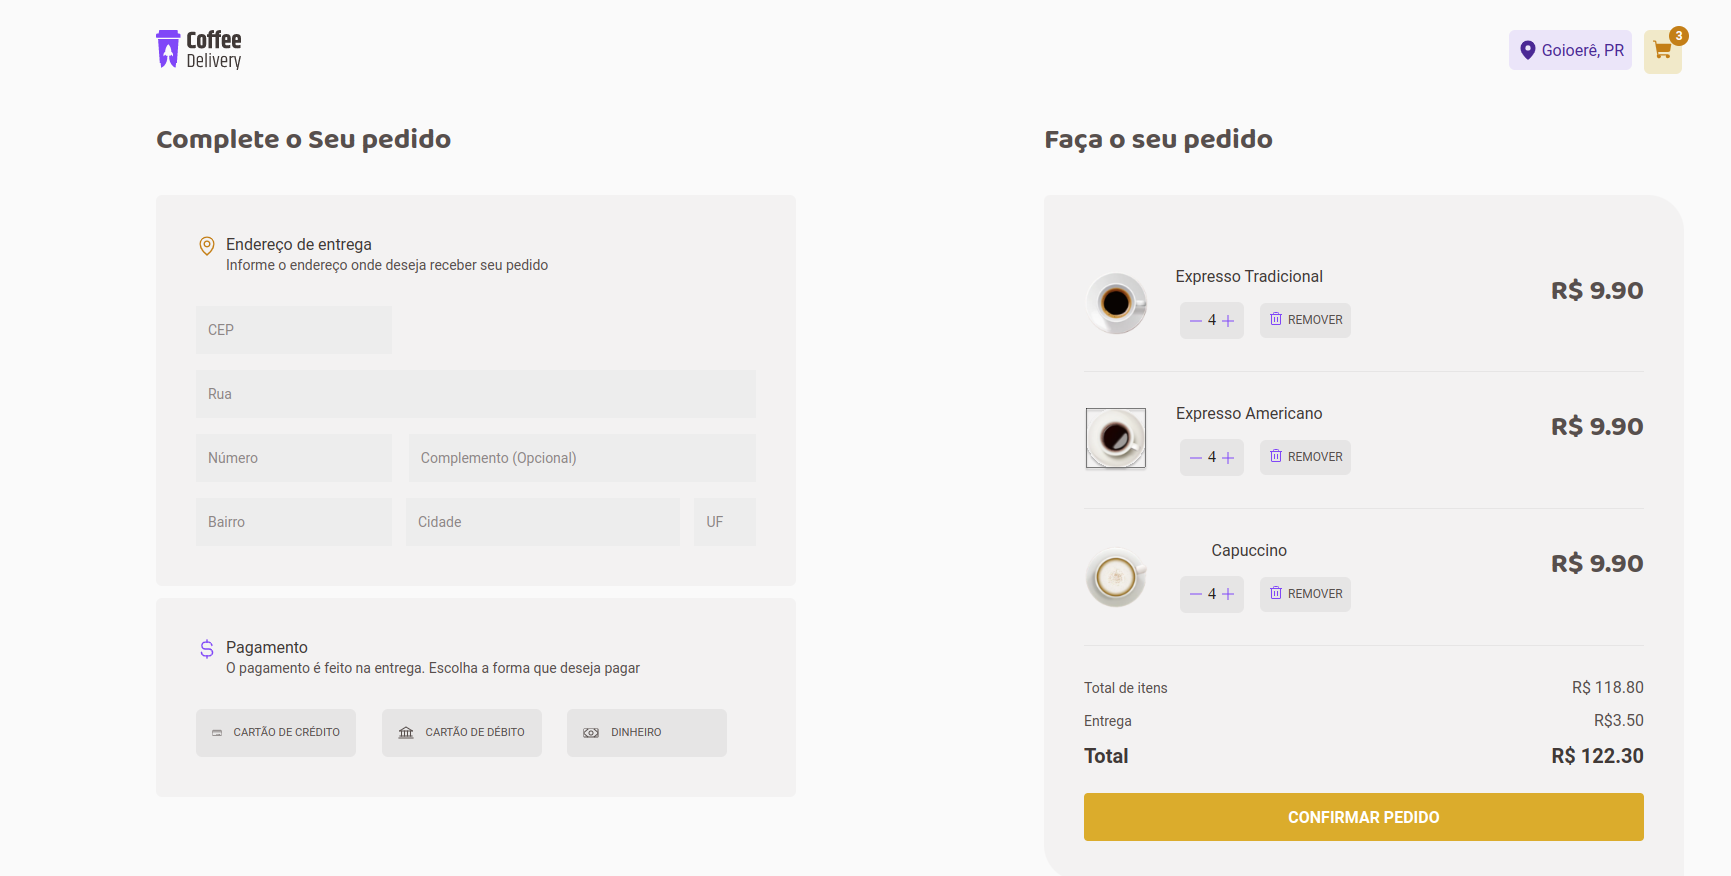 Coffee
Delivery
Goioerê, PR
3
Complete o Seu pedido
Endereço de entrega
Informe o endereço onde deseja receber seu pedido
CEP
Rua
Número
Complemento (Opcional)
Bairro
Cidade
UF
Pagamento
O pagamento é feito na entrega. Escolha a forma que deseja pagar
CARTÃO DE CRÉDITO
CARTÃO DE DÉBITO
DINHEIRO
Faça o seu pedido
Expresso Tradicional
R$ 9.90
4
REMOVER
Expresso Americano
R$ 9.90
4
REMOVER
Capuccino
R$ 9.90
4
REMOVER
Total de itens
R$ 118.80
Entrega
R$3.50
Total
R$ 122.30
CONFIRMAR PEDIDO